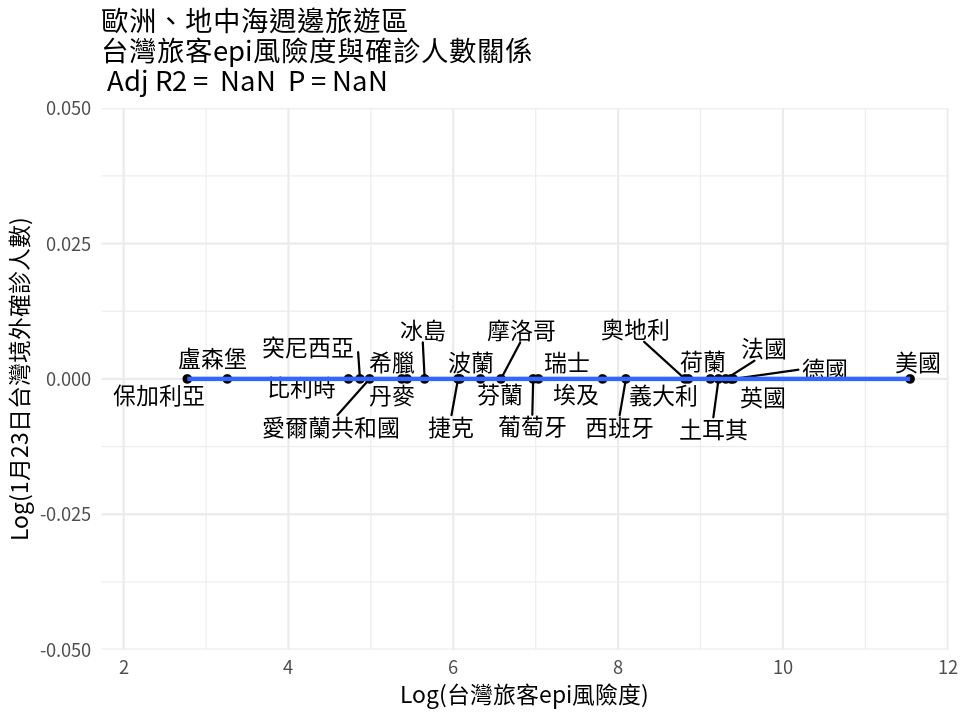 歐洲、地中海週邊旅遊區
台灣旅客epi風險度與確診人數關係
Adj R2 = NaN P = NaN
0.050
0.025
0.000
-0.025
-0.050
Log(1月23日台灣境外確診人數)
冰島
摩洛哥
奧地利
突尼西亞
法國
盧森堡
希臘
波蘭
瑞士
荷蘭
德國
美國
保加利亞
比利時
丹麥
芬蘭
埃及
義大利
英國
愛爾蘭共和國
捷克
葡萄牙
西班牙
土耳其
2
4
6
8
10
12
Log(台灣旅客epi風險度)